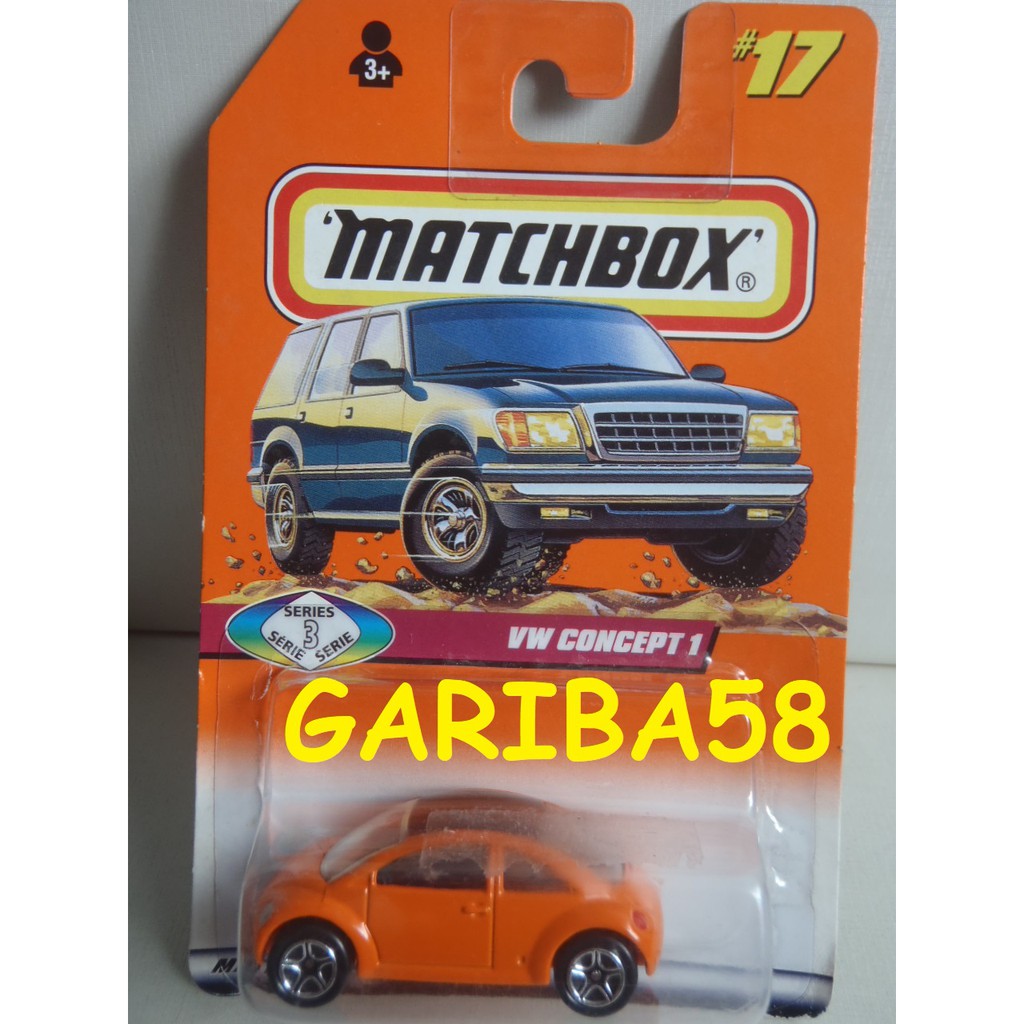 3+
#17
'MATCHBOX'®
SERIES
3
SÉRIE SERIE
VW CONCEPT 1
GARIBA58